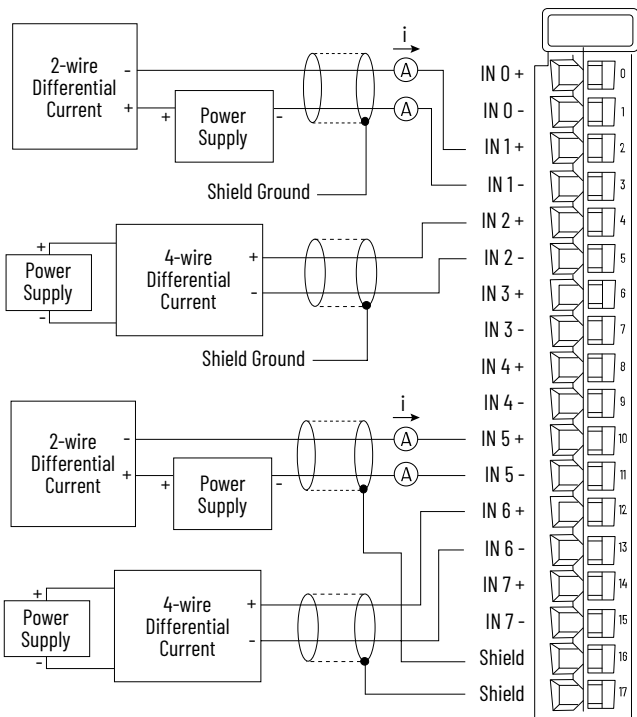 2-wire
Differential
Current
-
+
+
Power
Supply
-
i
A
A
Shield Ground
Power
Supply
+
-
4-wire
Differential
Current
+
-
Shield Ground
2-wire
Differential
Current
-
+
+
Power
Supply
-
i
A
A
Power
Supply
+
-
4-wire
Differential
Current
+
-
IN 0 + 0
IN 0 - 1
IN 1 + 2
IN 1 - 3
IN 2 + 4
IN 2 - 5
IN 3 + 6
IN 3 - 7
IN 4 + 8
IN 4 - 9
IN 5 + 10
IN 5 - 11
IN 6 + 12
IN 6 - 13
IN 7 + 14
IN 7 - 15
Shield 16
Shield 17